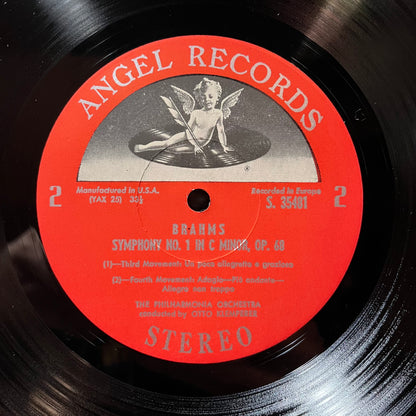 ANGEL RECORDS
2 2
Manufactured in U.S.A. Recorded in Europe
(YAX 25) 33⅓ S. 35481
BRAHMS
SYMPHONY NO. 1 IN C MINOR, OP. 68
(1)—Third Movement: Un poco allegretto e grazioso
(2)—Fourth Movement: Adagio—Più andante—
Allegro non troppo
THE PHILHARMONIA ORCHESTRA
conducted by OTTO KLEMPERER
STEREO